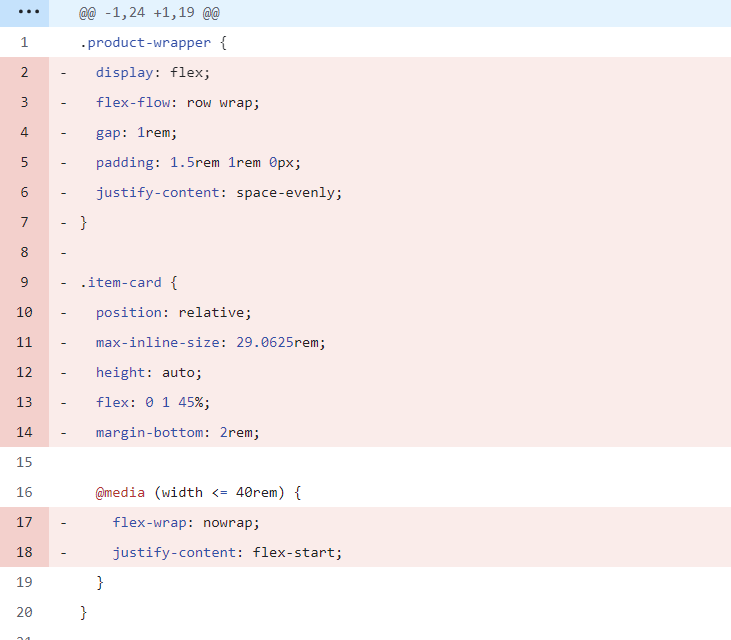 ••• @@ -1,24 +1,19 @@
1 .product-wrapper {
2 -   display: flex;
3 -   flex-flow: row wrap;
4 -   gap: 1rem;
5 -   padding: 1.5rem 1rem 0px;
6 -   justify-content: space-evenly;
7 - }
8 -
9 - .item-card {
10 -   position: relative;
11 -   max-inline-size: 29.0625rem;
12 -   height: auto;
13 -   flex: 0 1 45%;
14 -   margin-bottom: 2rem;
15
16   @media (width <= 40rem) {
17 -     flex-wrap: nowrap;
18 -     justify-content: flex-start;
19   }
20 }